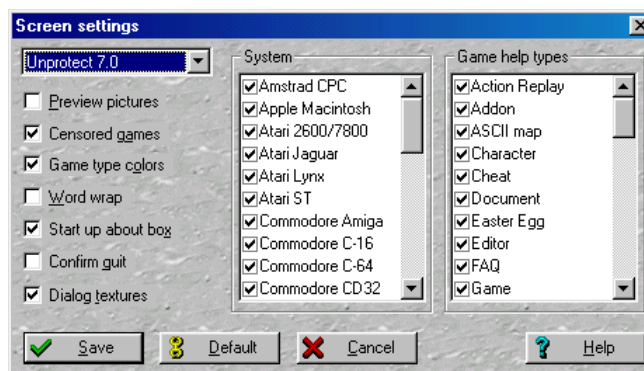 Screen settings
Unprotect 7.0
Preview pictures
Censored games
Game type colors
Word wrap
Start up about box
Confirm quit
Dialog textures
System
Amstrad CPC
Apple Macintosh
Atari 2600/7800
Atari Jaguar
Atari Lynx
Atari ST
Commodore Amiga
Commodore C-16
Commodore C-64
Commodore CD32
Game help types
Action Replay
Addon
ASCII map
Character
Cheat
Document
Easter Egg
Editor
FAQ
Game
Save
Default
Cancel
Help